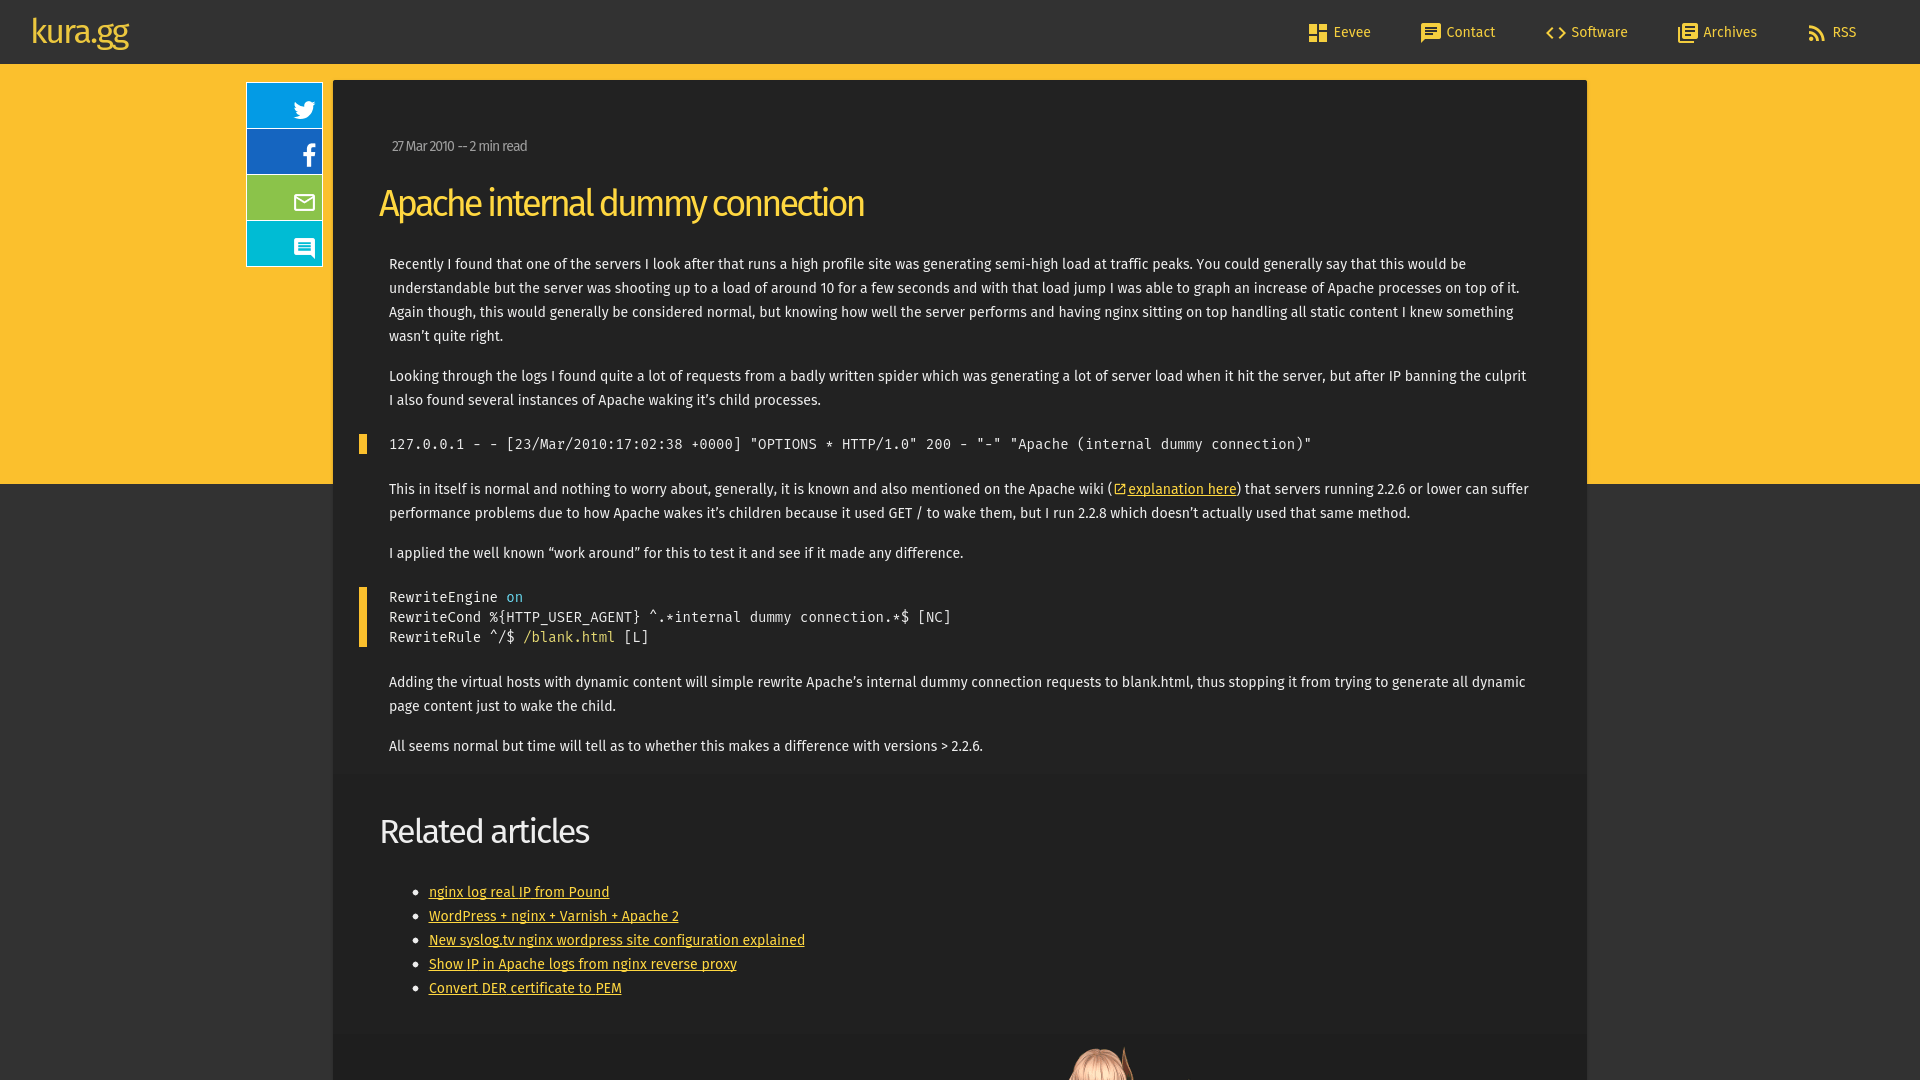 kura.gg
Eevee
Contact
Software
Archives
RSS
27 Mar 2010 -- 2 min read
Apache internal dummy connection
Recently I found that one of the servers I look after that runs a high profile site was generating semi-high load at traffic peaks. You could generally say that this would be
understandable but the server was shooting up to a load of around 10 for a few seconds and with that load jump I was able to graph an increase of Apache processes on top of it.
Again though, this would generally be considered normal, but knowing how well the server performs and having nginx sitting on top handling all static content I knew something
wasn’t quite right.
Looking through the logs I found quite a lot of requests from a badly written spider which was generating a lot of server load when it hit the server, but after IP banning the culprit
I also found several instances of Apache waking it’s child processes.
127.0.0.1 - - [23/Mar/2010:17:02:38 +0000] "OPTIONS * HTTP/1.0" 200 - "-" "Apache (internal dummy connection)"
This in itself is normal and nothing to worry about, generally, it is known and also mentioned on the Apache wiki (explanation here) that servers running 2.2.6 or lower can suffer
performance problems due to how Apache wakes it’s children because it used GET / to wake them, but I run 2.2.8 which doesn’t actually used that same method.
I applied the well known “work around” for this to test it and see if it made any difference.
RewriteEngine on
RewriteCond %{HTTP_USER_AGENT} ^.*internal dummy connection.*$ [NC]
RewriteRule ^/$ /blank.html [L]
Adding the virtual hosts with dynamic content will simple rewrite Apache’s internal dummy connection requests to blank.html, thus stopping it from trying to generate all dynamic
page content just to wake the child.
All seems normal but time will tell as to whether this makes a difference with versions > 2.2.6.
Related articles
nginx log real IP from Pound
WordPress + nginx + Varnish + Apache 2
New syslog.tv nginx wordpress site configuration explained
Show IP in Apache logs from nginx reverse proxy
Convert DER certificate to PEM